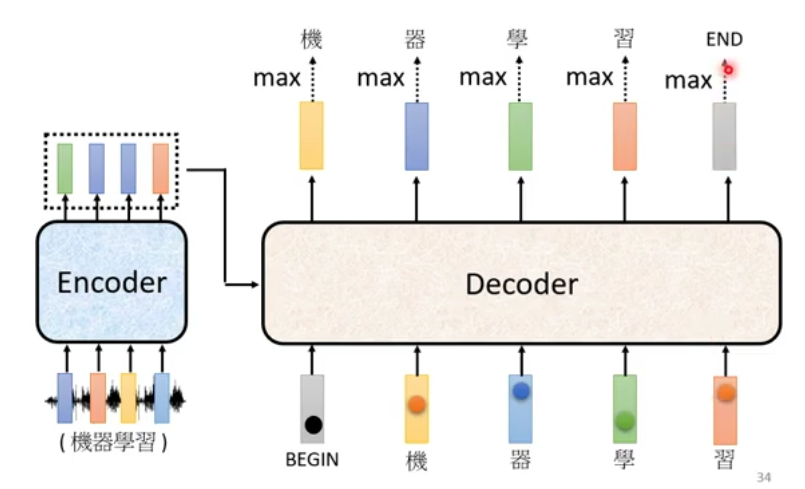 機 器 學 習 END
max max max max max
Encoder
Decoder
(機器學習)
BEGIN 機 器 學 習
34